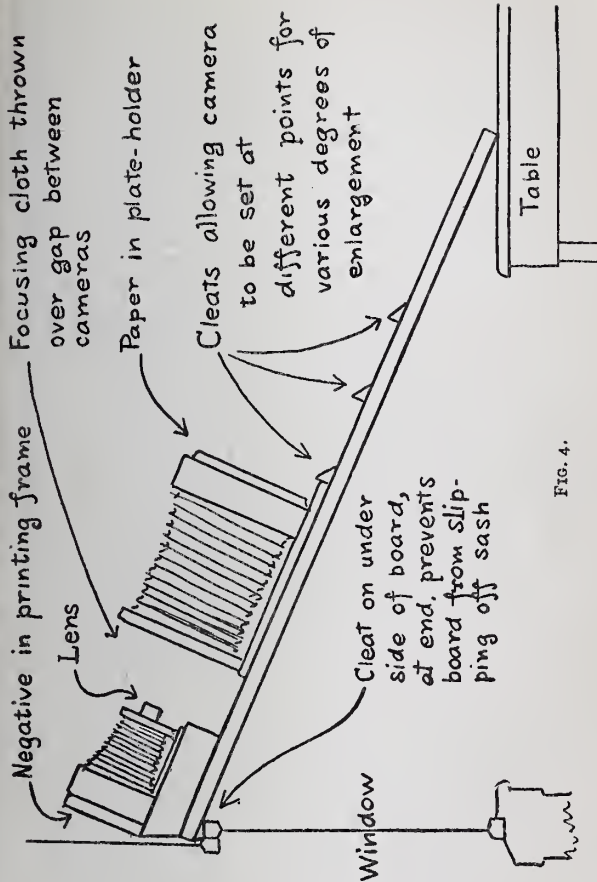 Negative in printing frame
Lens
Focusing cloth thrown
over gap between
cameras
Paper in plate-holder
Cleats allowing camera
to be set at
different points for
various degrees of
enlargement
Cleat on under
side of board,
at end, prevents
board from slip-
ping off sash
Window
Table
FIG. 4.